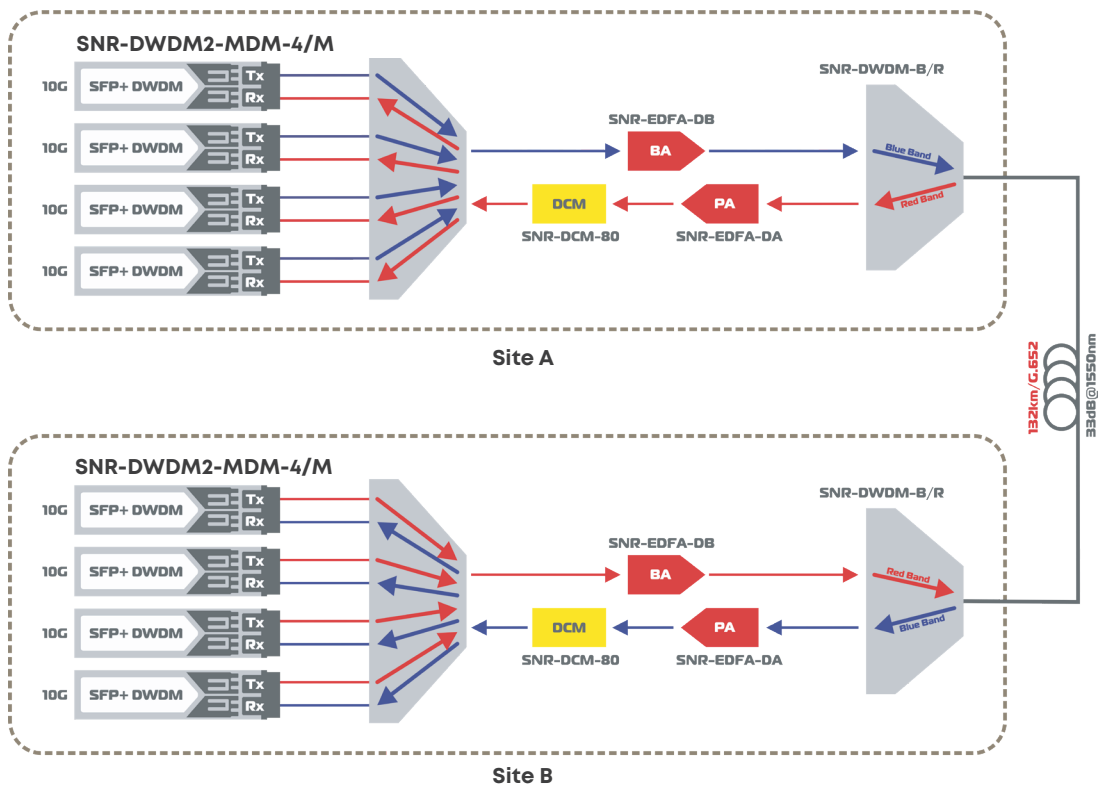 SNR-DWDM2-MDM-4/M
SNR-DWDM-B/R
10G SFP+ DWDM Tx
Rx
SNR-EDFA-DB
10G SFP+ DWDM Tx
Rx
BA
Blue Band
10G SFP+ DWDM Tx
Rx
DCM
PA
Red Band
SNR-DCM-80
SNR-EDFA-DA
10G SFP+ DWDM Tx
Rx
Site A
132km/G.652
33dB@1550nm
SNR-DWDM2-MDM-4/M
SNR-DWDM-B/R
10G SFP+ DWDM Tx
Rx
SNR-EDFA-DB
10G SFP+ DWDM Tx
Rx
BA
Red Band
10G SFP+ DWDM Tx
Rx
DCM
PA
Blue Band
SNR-DCM-80
SNR-EDFA-DA
10G SFP+ DWDM Tx
Rx
Site B